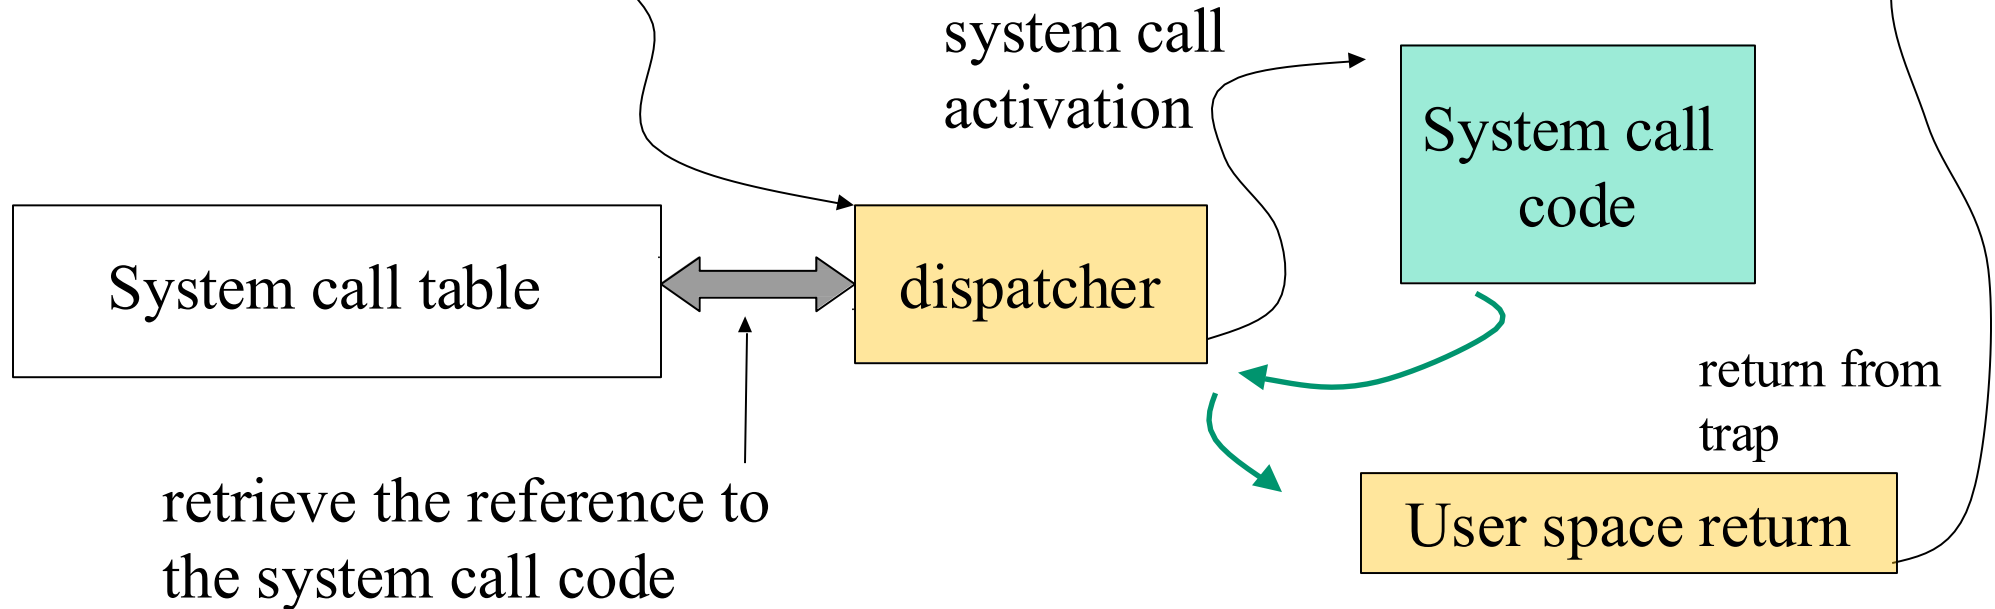 system call
activation
System call
code
System call table
dispatcher
return from
trap
retrieve the reference to
the system call code
User space return